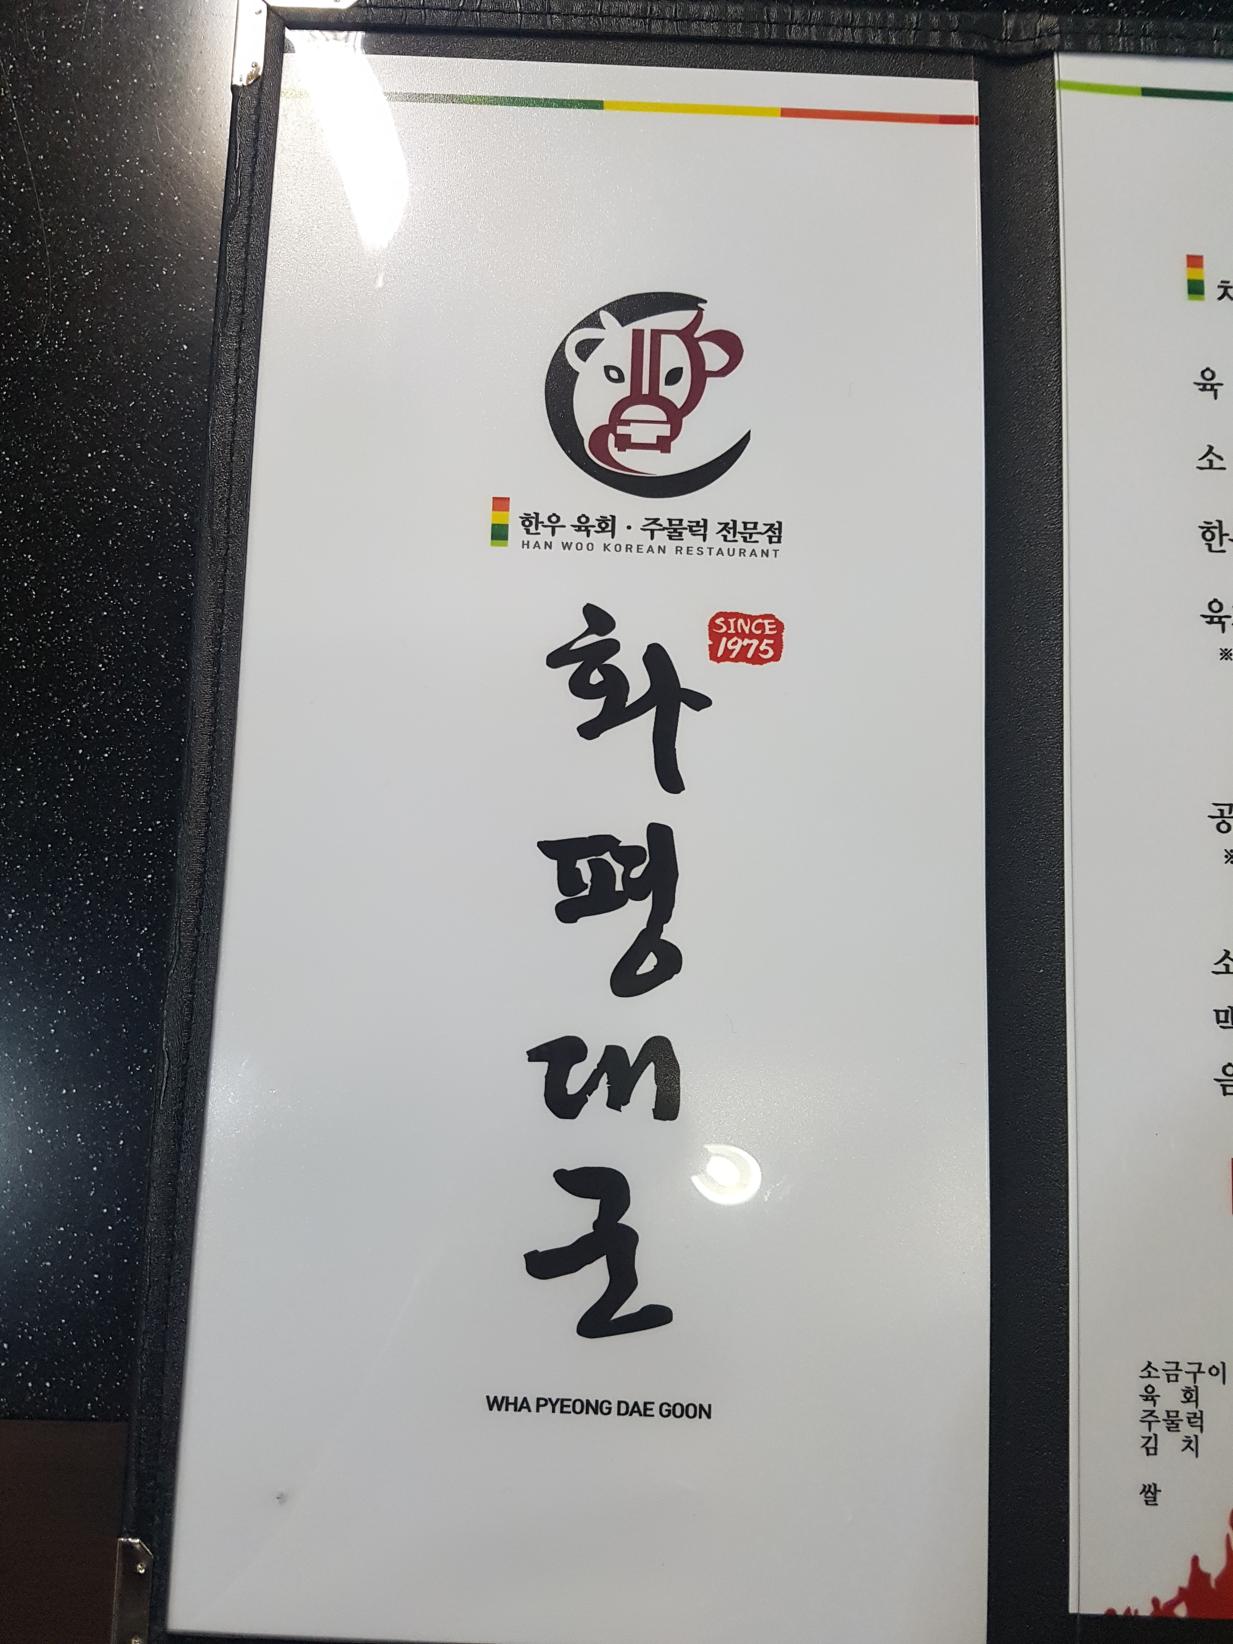 한우 육회 · 주물럭 전문점
HAN WOO KOREAN RESTAURANT
SINCE
1975
화
평
대
군
WHA PYEONG DAE GOON
육
소
공
소금구이
육 회
주물럭
김 치
쌀